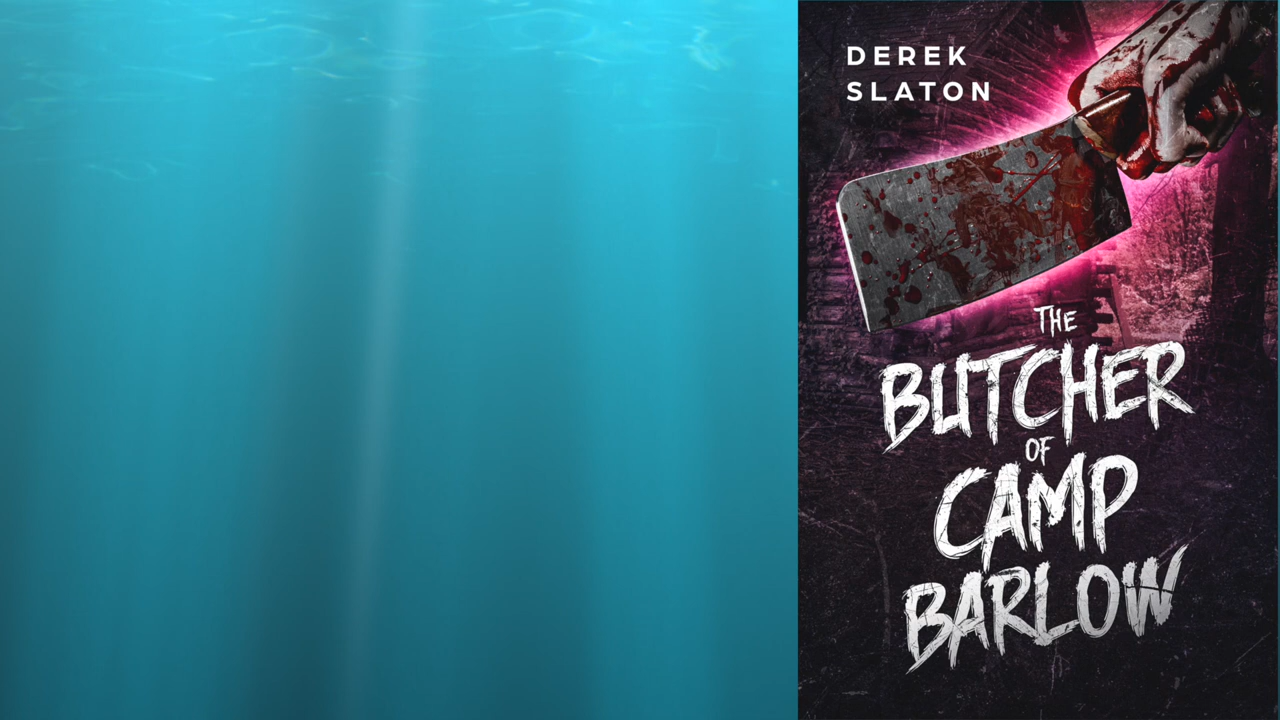 DEREK
SLATON
THE
BUTCHER
OF
CAMP
BARLOW